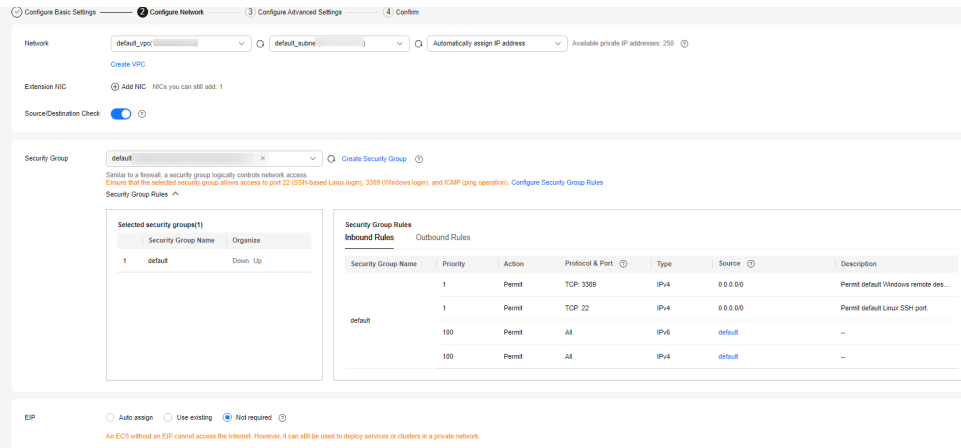 Configure Basic Settings 2 Configure Network 3 Configure Advanced Settings 4 Confirm
Network default_vpc( ) default_subne( ) Automatically assign IP address Available private IP addresses: 250 ?
Create VPC
Extension NIC Add NIC NICs you can still add: 1
Source/Destination Check ?
Security Group default × Create Security Group ?
Similar to a firewall, a security group logically controls network access.
Ensure that the selected security group allows access to port 22 (SSH-based Linux login), 3389 (Windows login), and ICMP (ping operation). Configure Security Group Rules
Security Group Rules
Selected security groups(1)
Security Group Name Organize
1 default Down Up
Security Group Rules
Inbound Rules Outbound Rules
Security Group Name Priority Action Protocol & Port ? Type Source ? Description
default
1 Permit TCP: 3389 IPv4 0.0.0.0/0 Permit default Windows remote des...
1 Permit TCP: 22 IPv4 0.0.0.0/0 Permit default Linux SSH port.
100 Permit All IPv6 default --
100 Permit All IPv4 default --
EIP Auto assign Use existing Not required ?
An ECS without an EIP cannot access the Internet. However, it can still be used to deploy services or clusters in a private network.